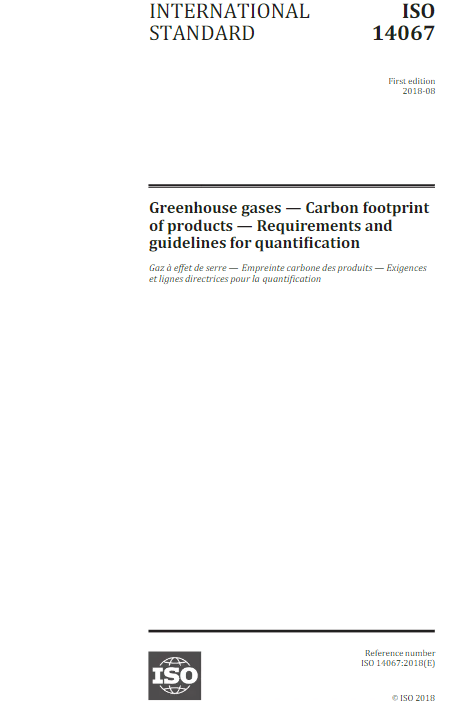 INTERNATIONAL
STANDARD
ISO
14067
First edition
2018-08
Greenhouse gases — Carbon footprint
of products — Requirements and
guidelines for quantification
Gaz à effet de serre — Empreinte carbone des produits — Exigences
et lignes directrices pour la quantification
ISO
Reference number
ISO 14067:2018(E)
© ISO 2018